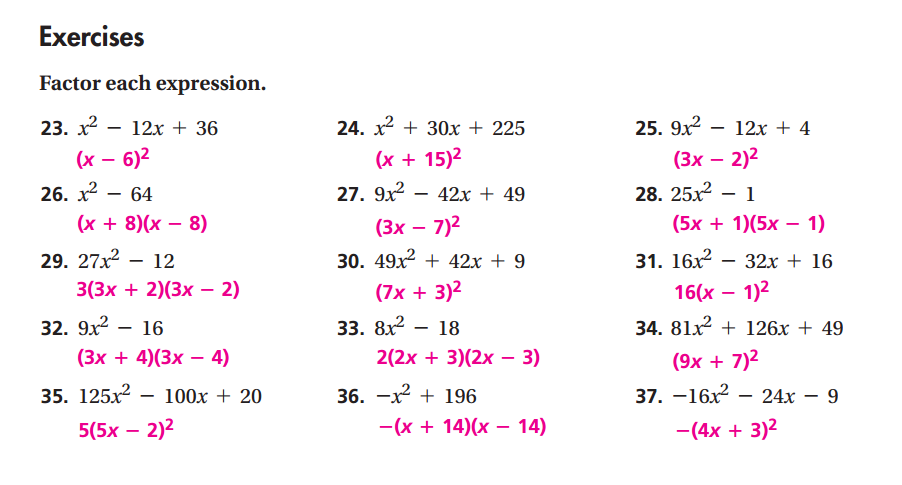 Exercises
Factor each expression.
23. x² − 12x + 36 24. x² + 30x + 225 25. 9x² − 12x + 4
(x − 6)² (x + 15)² (3x − 2)²
26. x² − 64 27. 9x² − 42x + 49 28. 25x² − 1
(x + 8)(x − 8) (3x − 7)² (5x + 1)(5x − 1)
29. 27x² − 12 30. 49x² + 42x + 9 31. 16x² − 32x + 16
3(3x + 2)(3x − 2) (7x + 3)² 16(x − 1)²
32. 9x² − 16 33. 8x² − 18 34. 81x² + 126x + 49
(3x + 4)(3x − 4) 2(2x + 3)(2x − 3) (9x + 7)²
35. 125x² − 100x + 20 36. −x² + 196 37. −16x² − 24x − 9
5(5x − 2)² −(x + 14)(x − 14) −(4x + 3)²